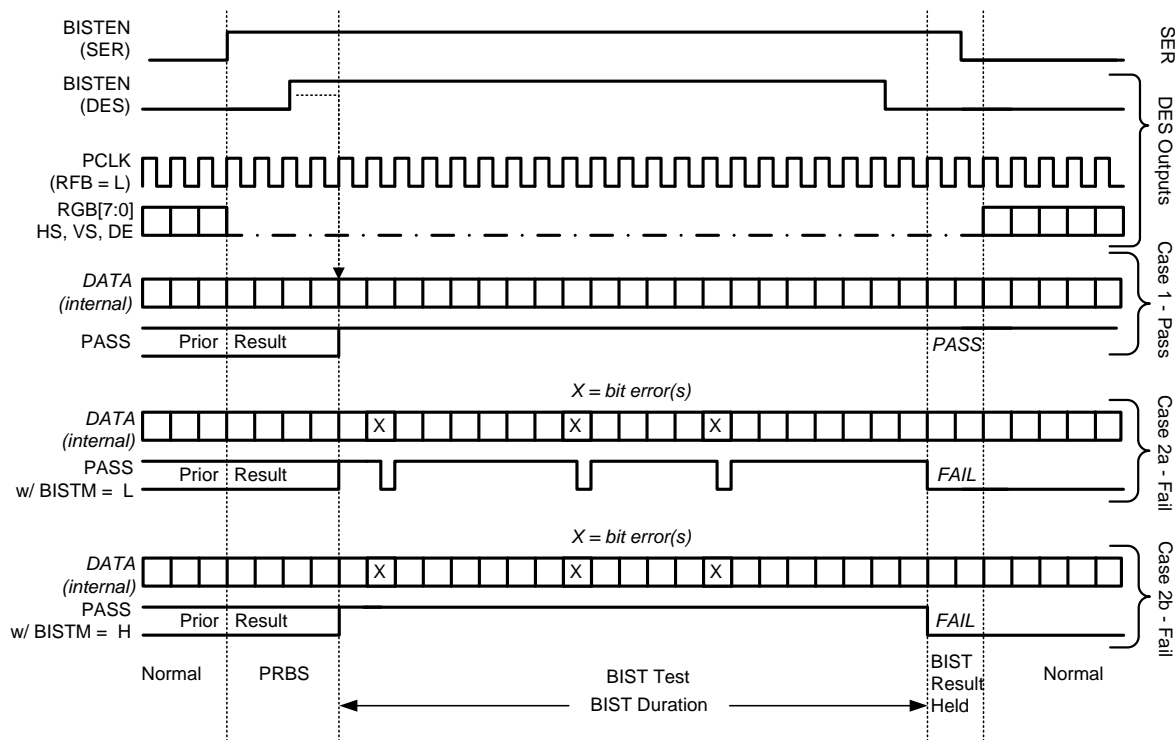 BISTEN
(SER)
SER
BISTEN
(DES)
DES Outputs
PCLK
(RFB = L)
RGB[7:0]
HS, VS, DE
DATA
(internal)
Case 1 - Pass
PASS
Prior Result
PASS
X = bit error(s)
DATA
(internal)
X X X
Case 2a - Fail
PASS
w/ BISTM = L
Prior Result
FAIL
X = bit error(s)
DATA
(internal)
X X X
Case 2b - Fail
PASS
w/ BISTM = H
Prior Result
FAIL
Normal
PRBS
BIST Test
BIST Duration
BIST
Result
Held
Normal